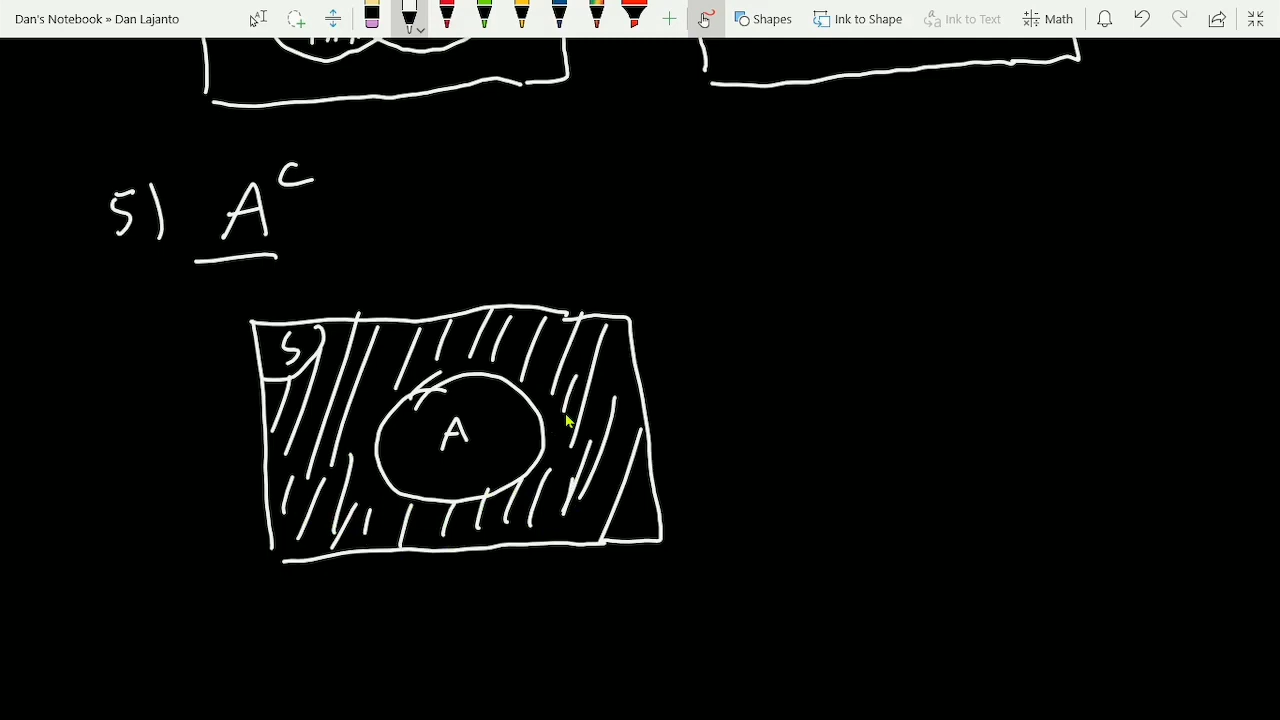 Dan's Notebook » Dan Lajanto Shapes Ink to Shape Ink to Text Math
5) A^c
S
A